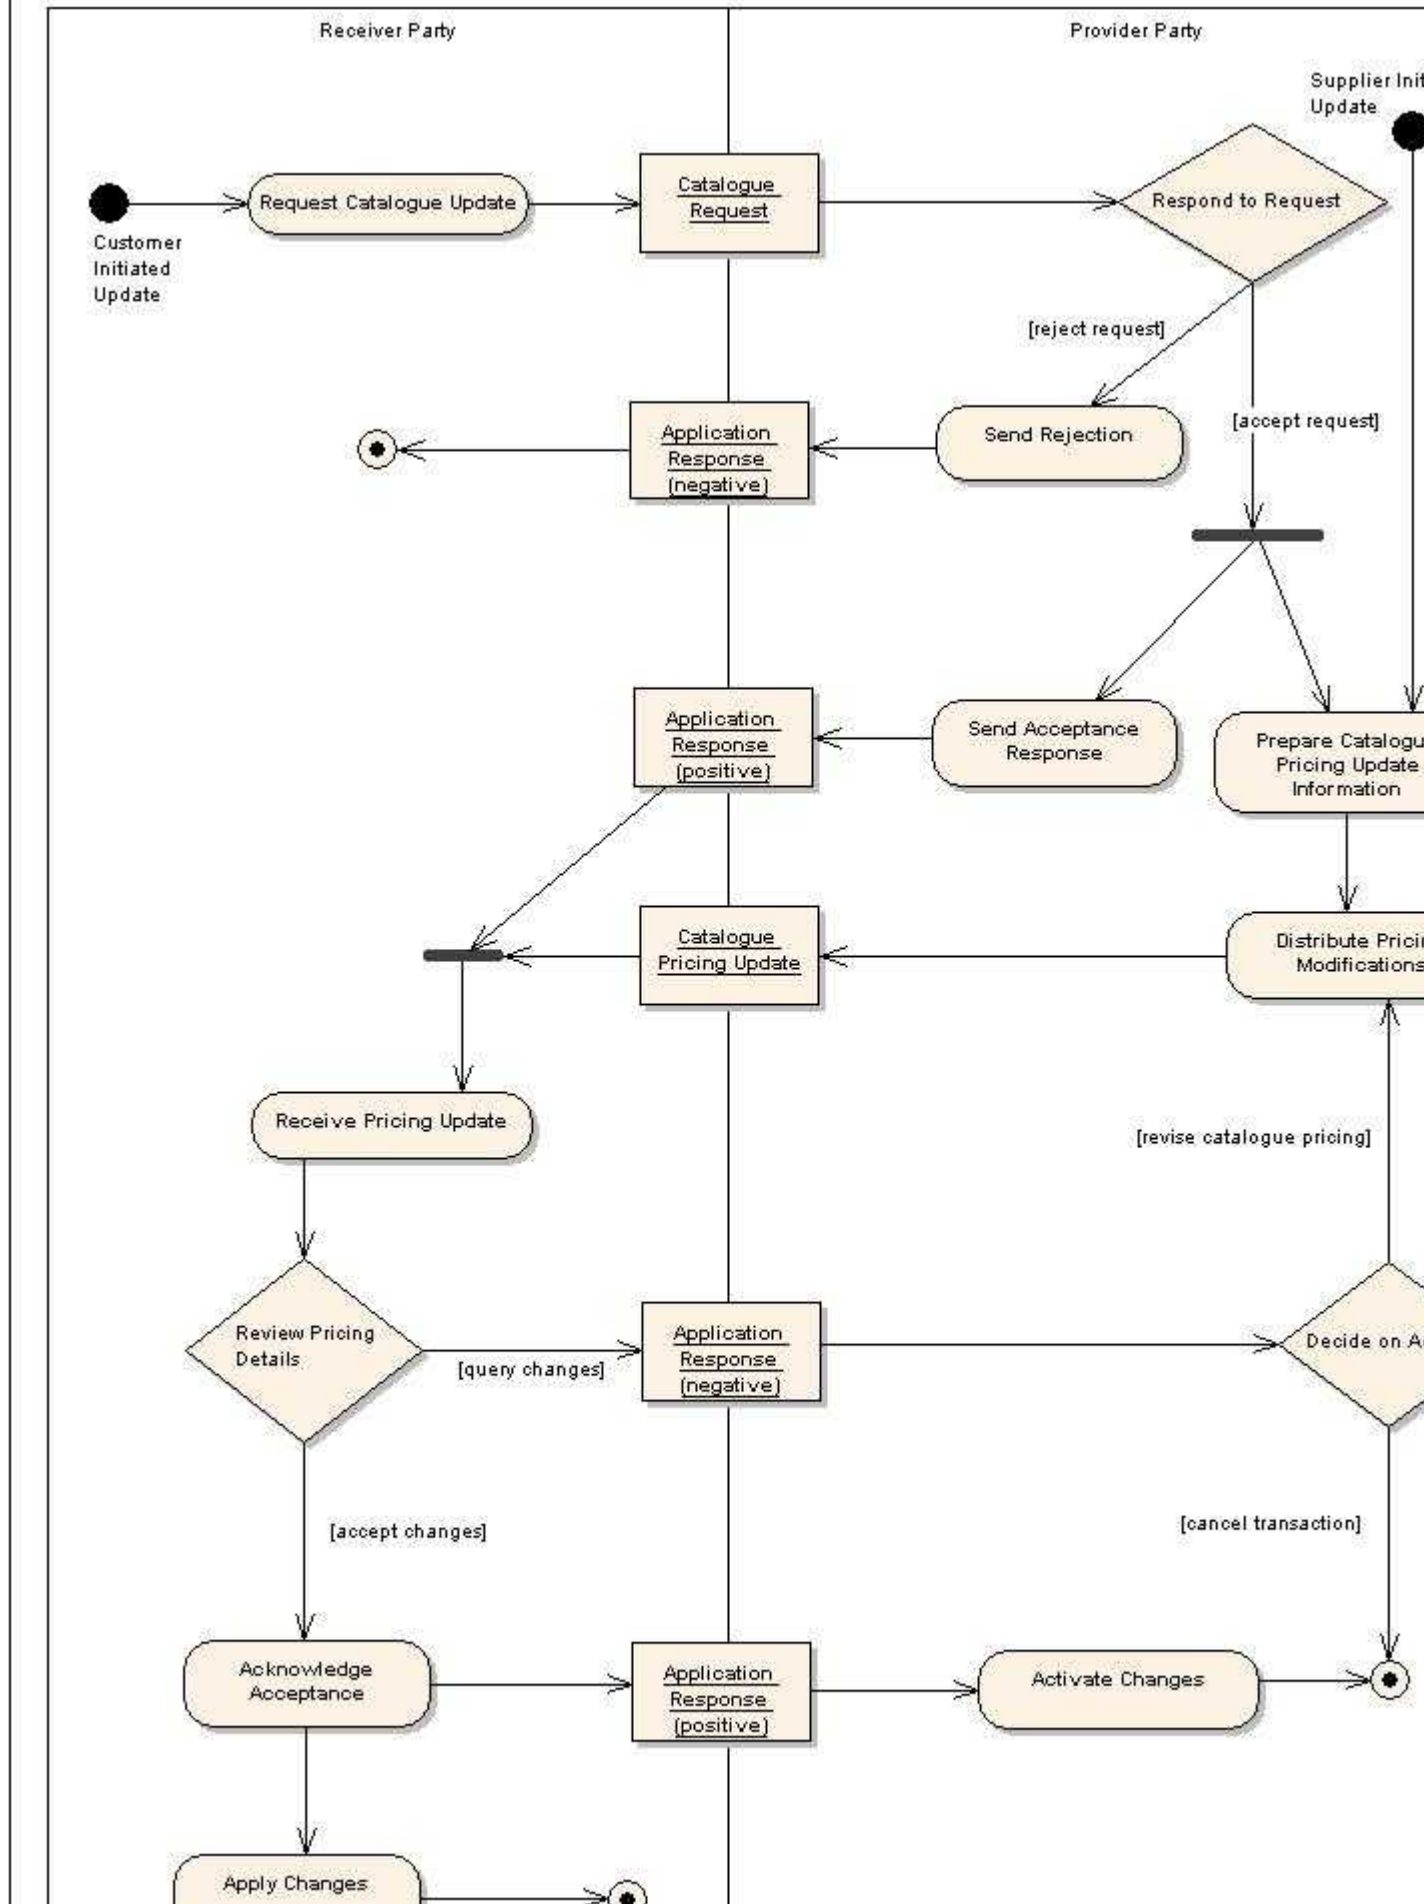 Receiver Party
Provider Party
Supplier
Update
Request Catalogue Update
Catalogue
Request
Respond to Request
Customer
Initiated
Update
[reject request]
[accept request]
Application
Response
(negative)
Send Rejection
Application
Response
(positive)
Send Acceptance
Response
Prepare
Pricing Update
Information
Catalogue
Pricing Update
Distribute
Modifications
Receive Pricing Update
[revise catalogue pricing]
Review Pricing
Details
[query changes]
Application
Response
(negative)
Decide on
[accept changes]
[cancel transaction]
Acknowledge
Acceptance
Application
Response
(positive)
Activate Changes
Apply Changes